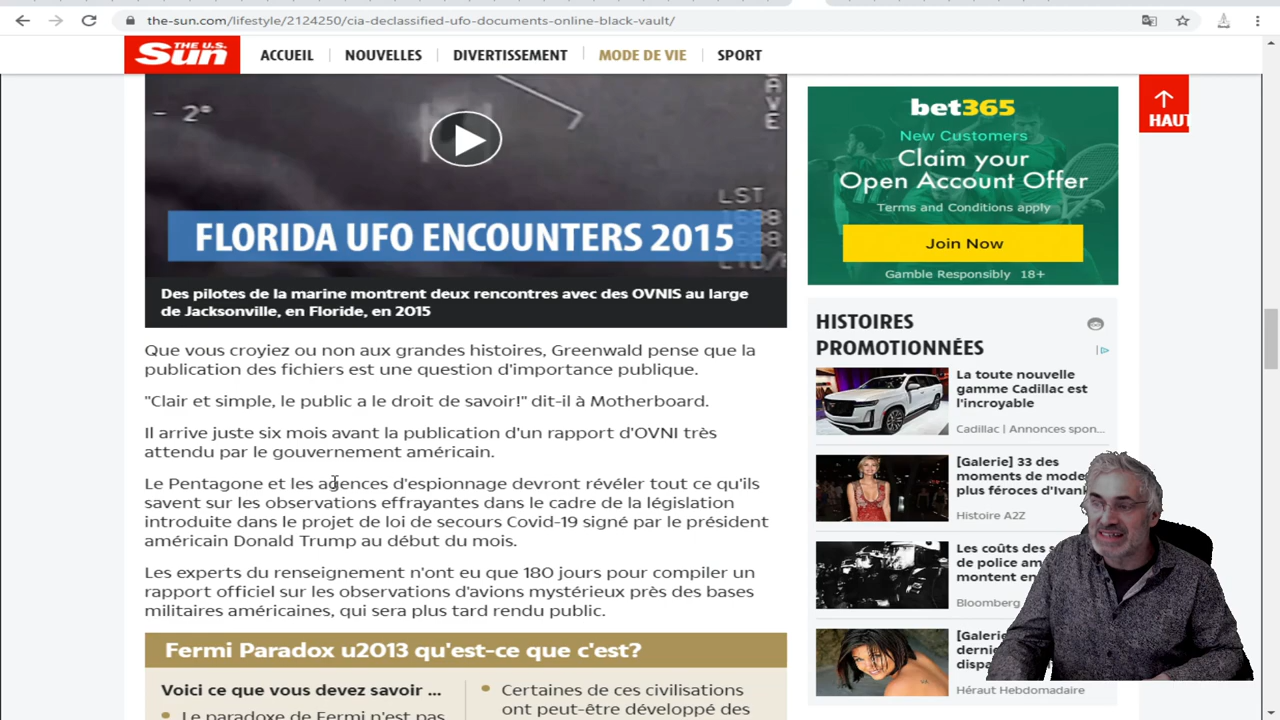 the-sun.com/lifestyle/2124250/cia-declassified-ufo-documents-online-black-vault/
THE U.S.
Sun
ACCUEIL
NOUVELLES
DIVERTISSEMENT
MODE DE VIE
SPORT
- 2°
LST
FLORIDA UFO ENCOUNTERS 2015
Des pilotes de la marine montrent deux rencontres avec des OVNIS au large
de Jacksonville, en Floride, en 2015
Que vous croyiez ou non aux grandes histoires, Greenwald pense que la
publication des fichiers est une question d'importance publique.
"Clair et simple, le public a le droit de savoir!" dit-il à Motherboard.
Il arrive juste six mois avant la publication d'un rapport d'OVNI très
attendu par le gouvernement américain.
Le Pentagone et les agences d'espionnage devront révéler tout ce qu'ils
savent sur les observations effrayantes dans le cadre de la législation
introduite dans le projet de loi de secours Covid-19 signé par le président
américain Donald Trump au début du mois.
Les experts du renseignement n'ont eu que 180 jours pour compiler un
rapport officiel sur les observations d'avions mystérieux près des bases
militaires américaines, qui sera plus tard rendu public.
Fermi Paradox u2013 qu'est-ce que c'est?
Voici ce que vous devez savoir ...
Le paradoxe de Fermi n'est pas
Certaines de ces civilisations
ont peut-être développé des
bet365
New Customers
Claim your
Open Account Offer
Terms and Conditions apply
Join Now
Gamble Responsibly 18+
HAUT
HISTOIRES
PROMOTIONNÉES
La toute nouvelle
gamme Cadillac est
l'incroyable
Cadillac | Annonces spon...
[Galerie] 33 des
moments de mode
plus féroces d'Ivan
Histoire A2Z
Les coûts des
de police am
montent en
Bloomberg
[Galerie
dern
dispa
Héraut Hebdomadaire